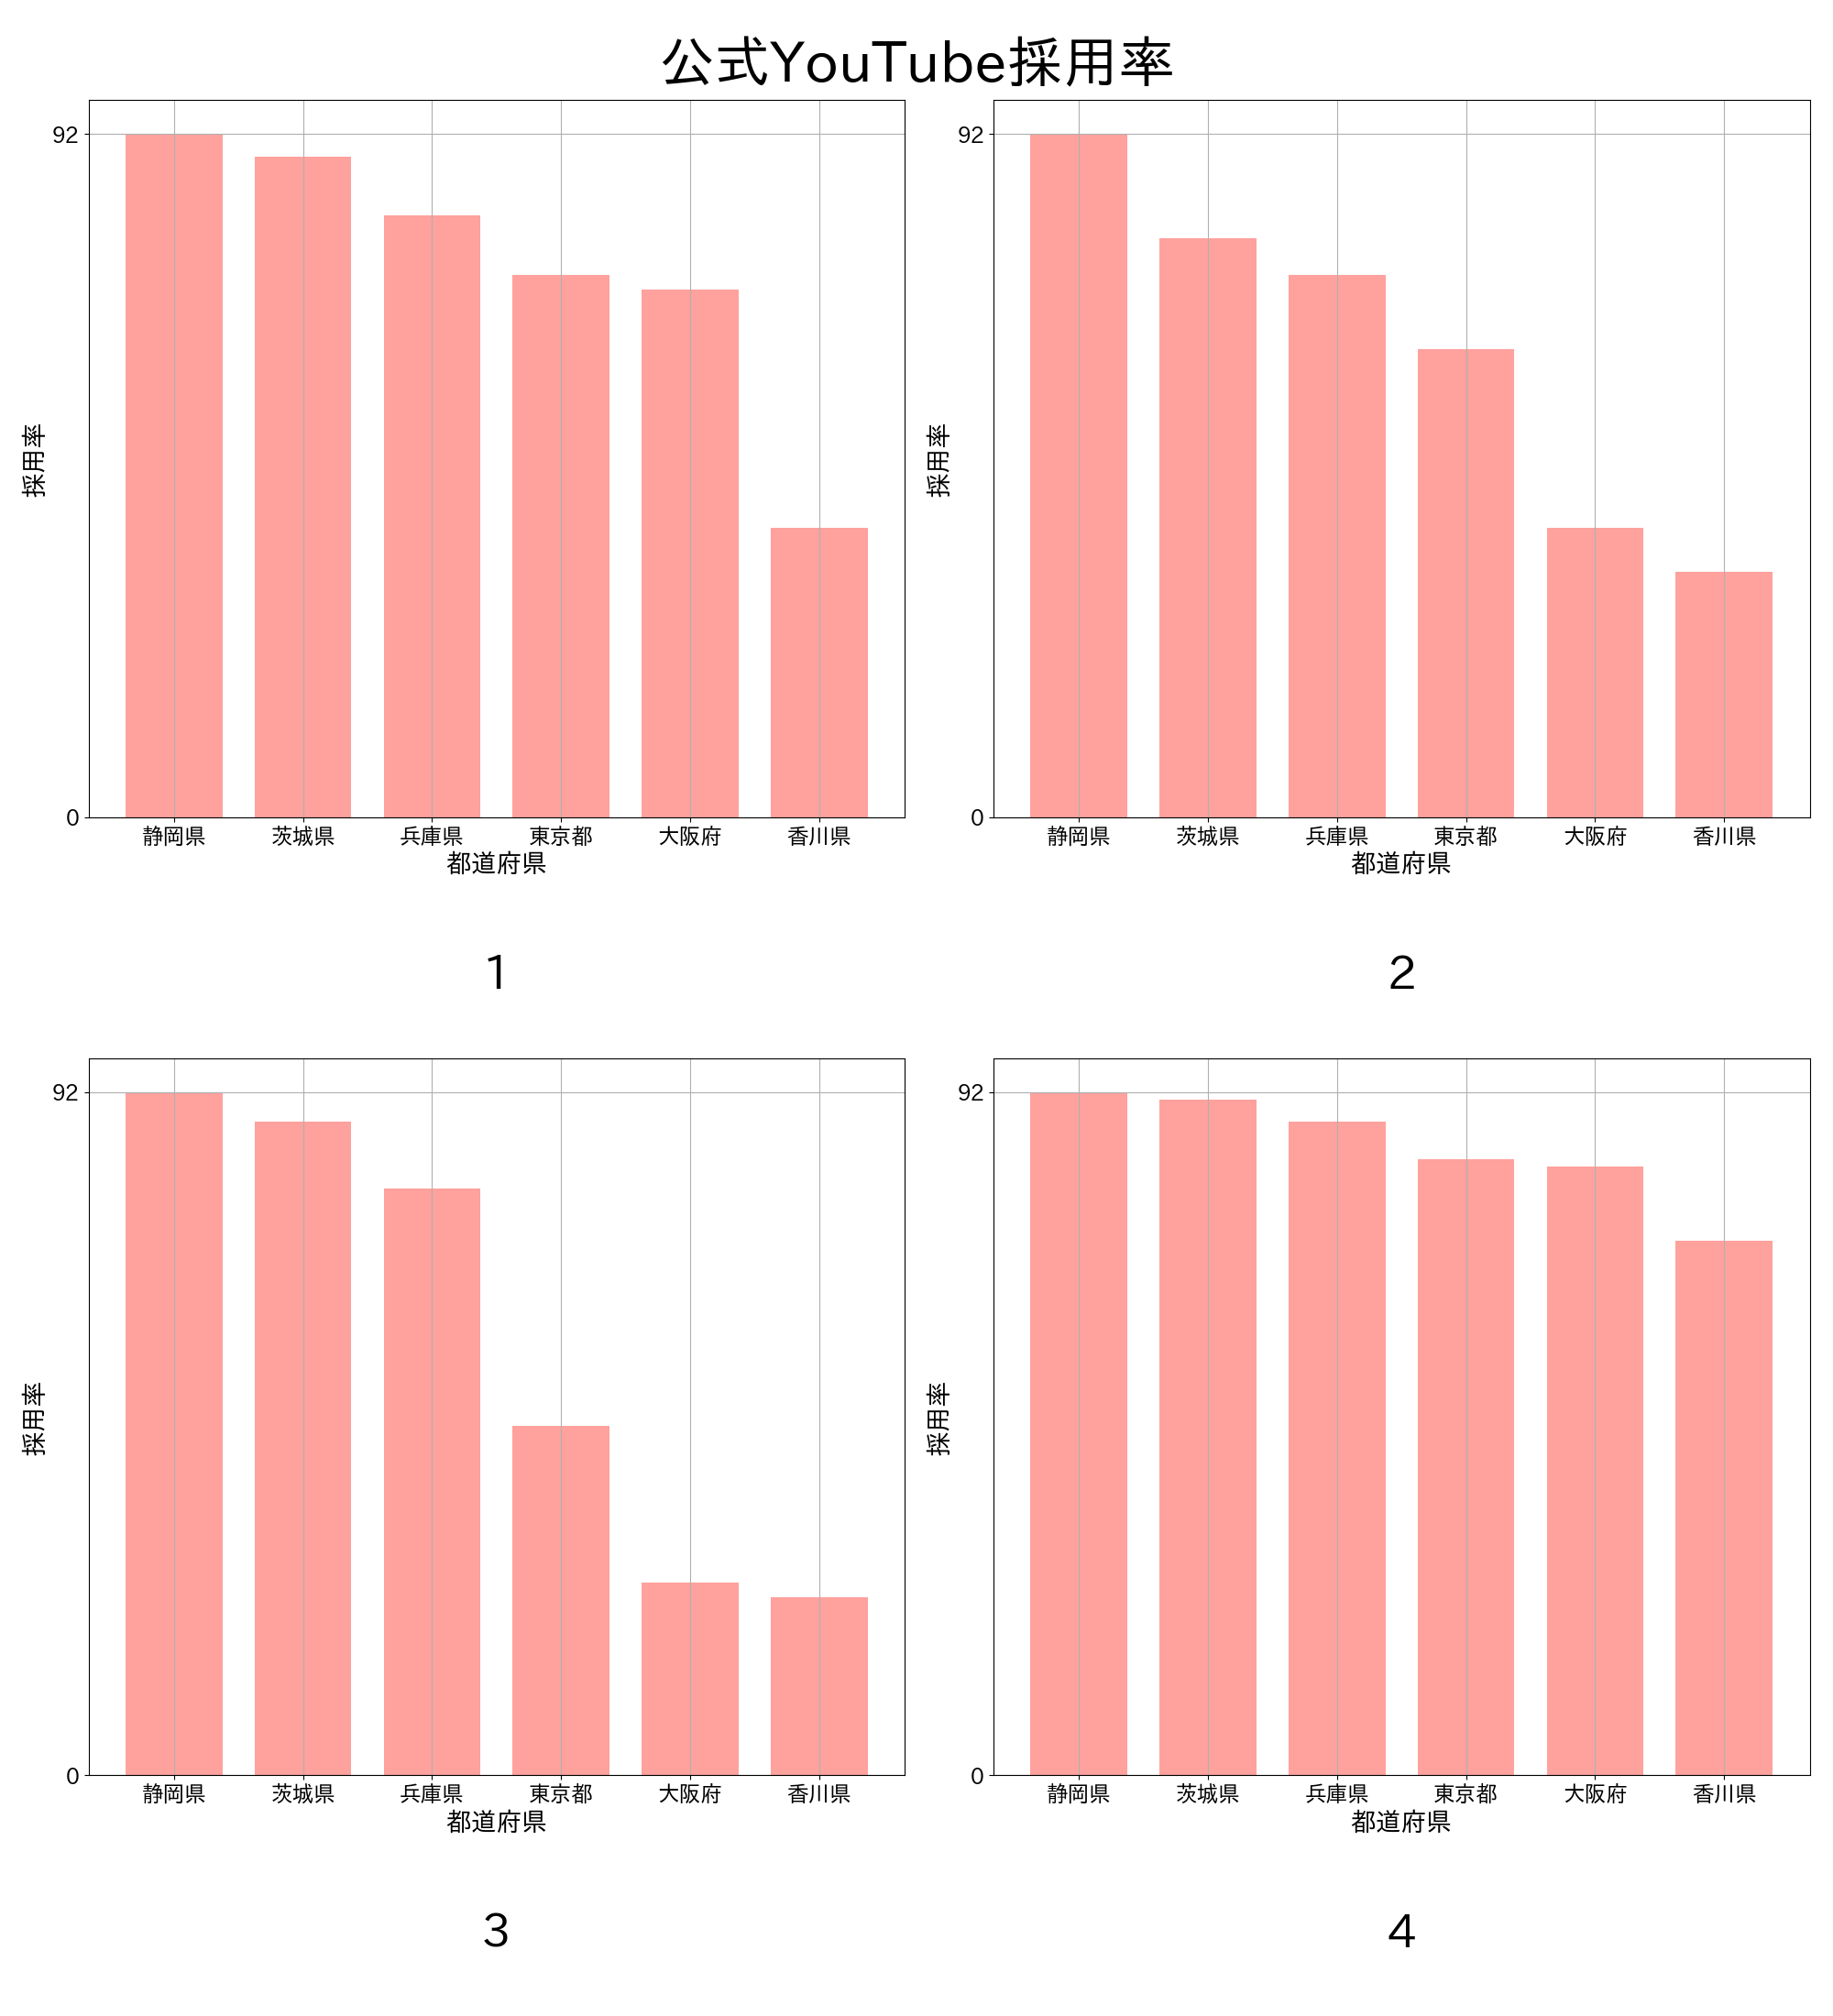 公式YouTube採用率
92
0
採用率
静岡県 茨城県 兵庫県 東京都 大阪府 香川県
都道府県
1
92
0
採用率
静岡県 茨城県 兵庫県 東京都 大阪府 香川県
都道府県
2
92
0
採用率
静岡県 茨城県 兵庫県 東京都 大阪府 香川県
都道府県
3
92
0
採用率
静岡県 茨城県 兵庫県 東京都 大阪府 香川県
都道府県
4